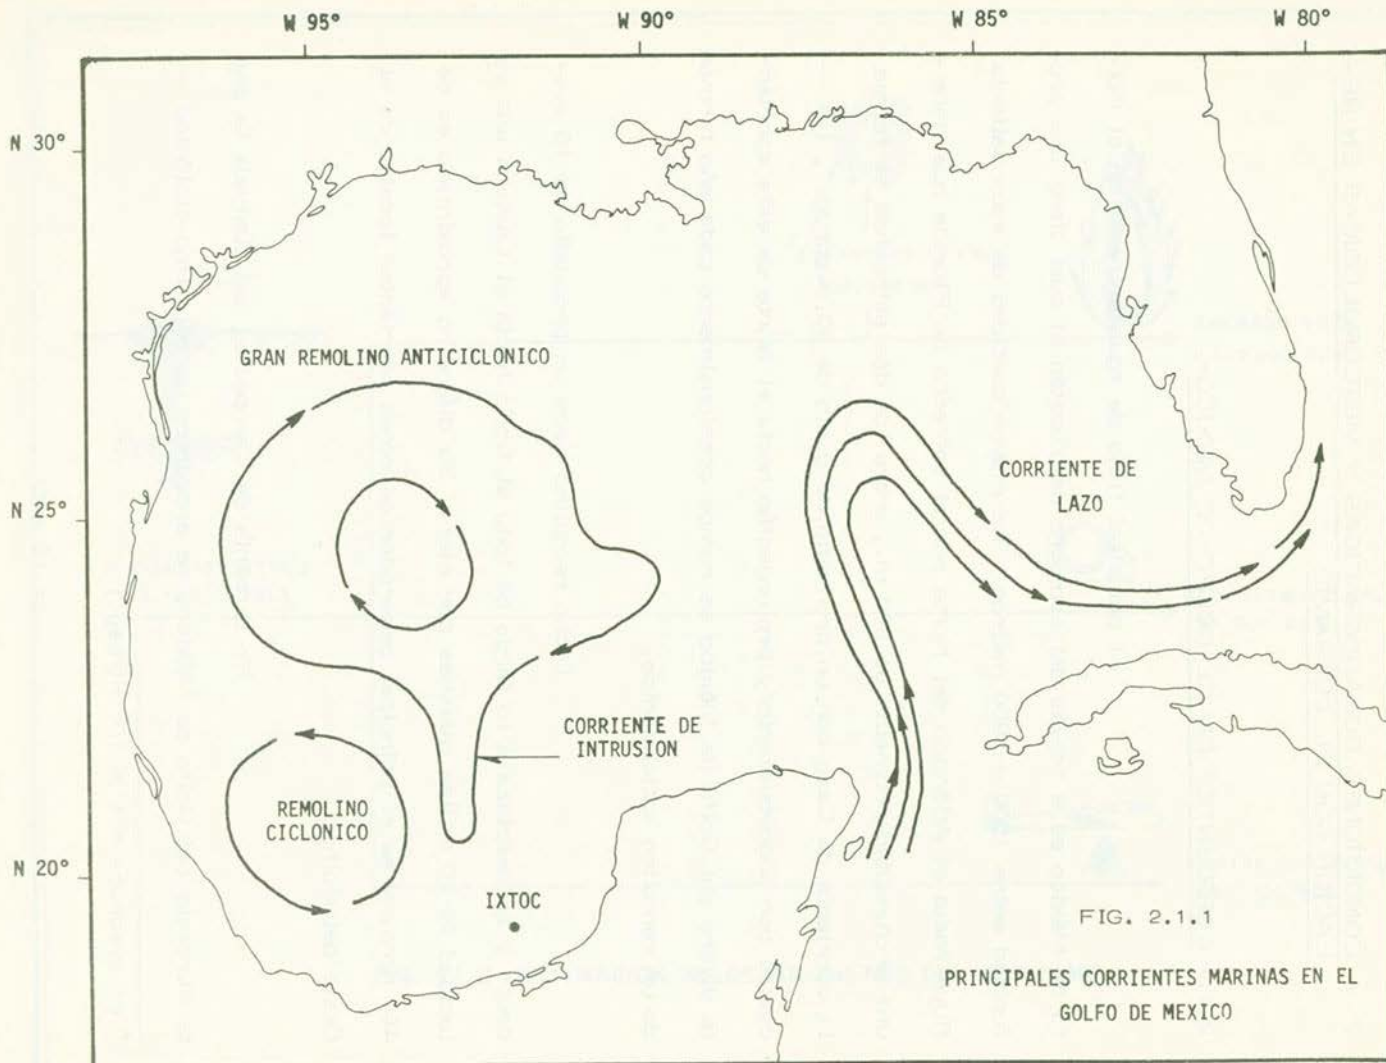 W 95°
W 90°
W 85°
W 80°
N 30°
GRAN REMOLINO ANTICICLONICO
CORRIENTE DE
LAZO
N 25°
CORRIENTE DE
INTRUSION
REMOLINO
CICLONICO
N 20°
IXTOC
FIG. 2.1.1
PRINCIPALES CORRIENTES MARINAS EN EL
GOLFO DE MEXICO